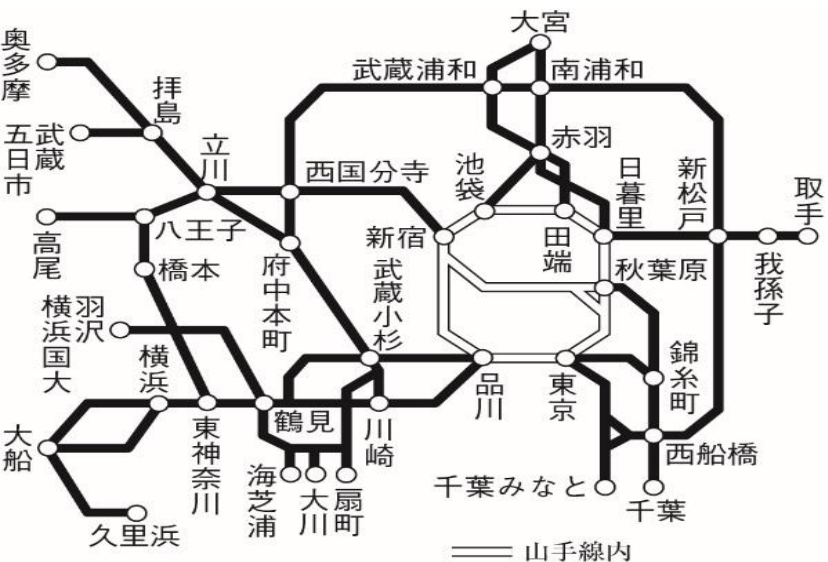 大宮
奥多摩
武蔵浦和
南浦和
拝島
武蔵五日市
立川
赤羽
池袋
日暮里
新松戸
取手
西国分寺
八王子
高尾
新宿
田端
我孫子
橋本
府中本町
武蔵小杉
秋葉原
羽沢横浜国大
横浜
錦糸町
品川
東京
大船
東神奈川
鶴見
川崎
西船橋
海芝浦
大川
扇町
千葉みなと
千葉
久里浜
山手線内